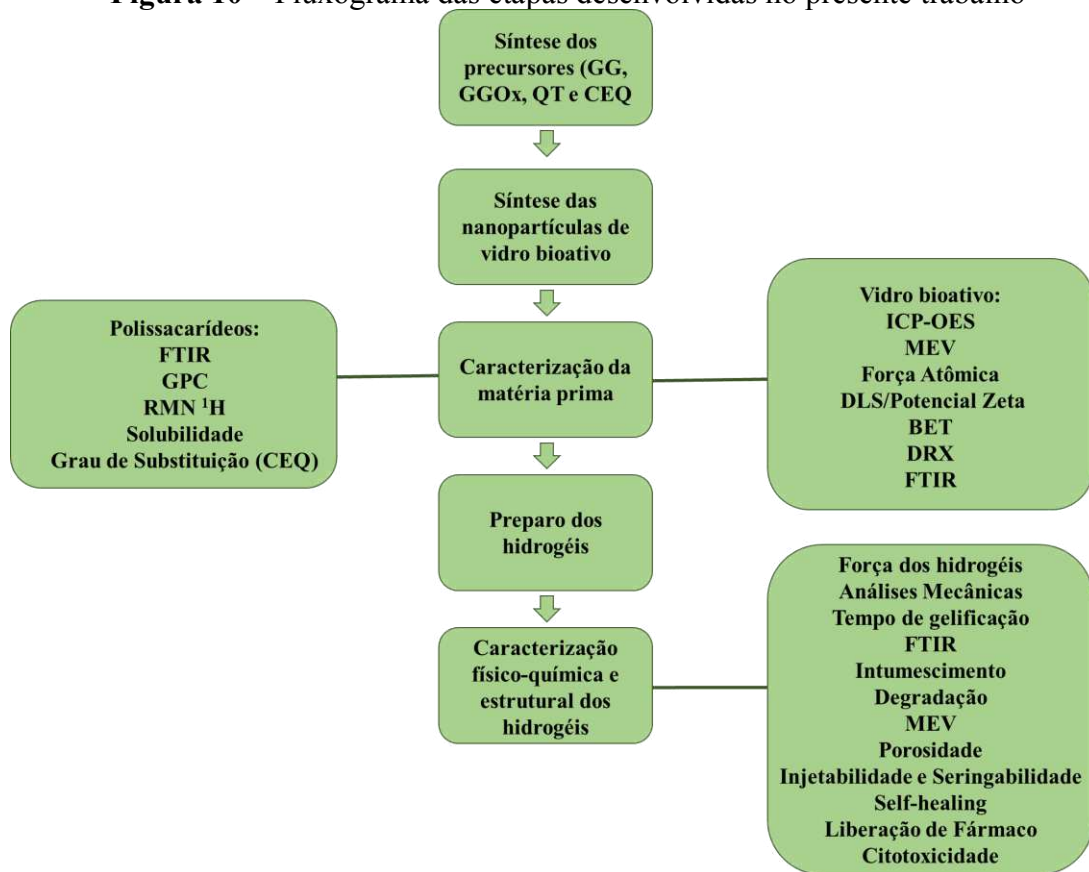 Figura 10 – Fluxograma das etapas desenvolvidas no presente trabalho
Síntese dos
precursores (GG,
GGOx, QT e CEQ
Síntese das
nanopartículas de
vidro bioativo
Polissacarídeos:
FTIR
GPC
RMN ¹H
Solubilidade
Grau de Substituição (CEQ)
Caracterização da
matéria prima
Vidro bioativo:
ICP-OES
MEV
Força Atômica
DLS/Potencial Zeta
BET
DRX
FTIR
Preparo dos
hidrogéis
Caracterização
físico-química e
estrutural dos
hidrogéis
Força dos hidrogéis
Análises Mecânicas
Tempo de gelificação
FTIR
Intumescimento
Degradação
MEV
Porosidade
Injetabilidade e Seringabilidade
Self-healing
Liberação de Fármaco
Citotoxicidade